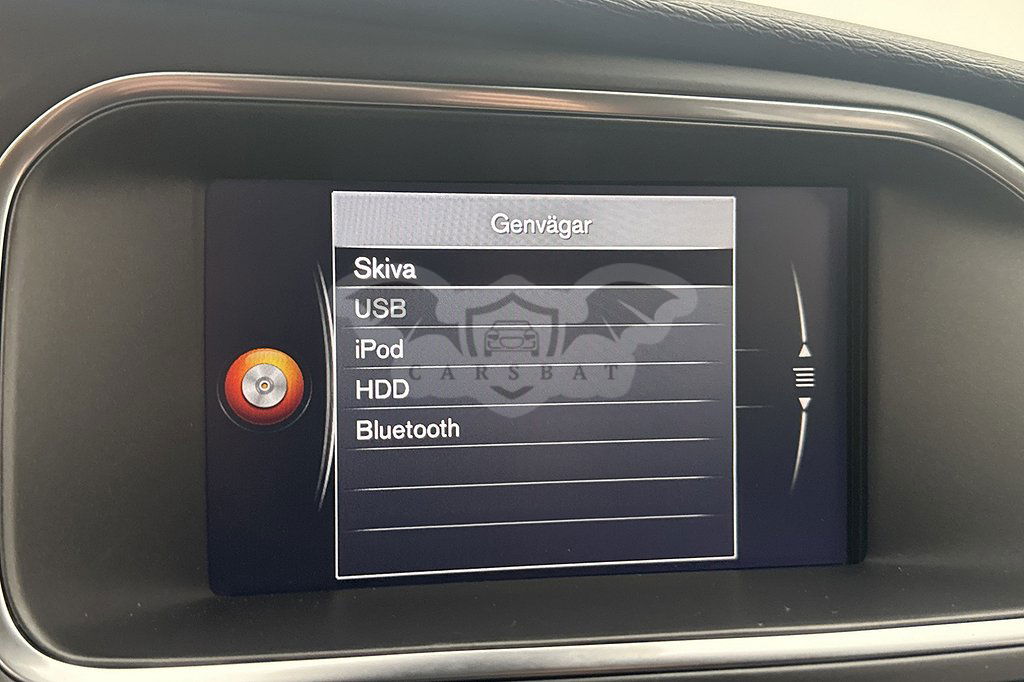 Genvägar
Skiva
USB
iPod
CARSBAT
HDD
Bluetooth